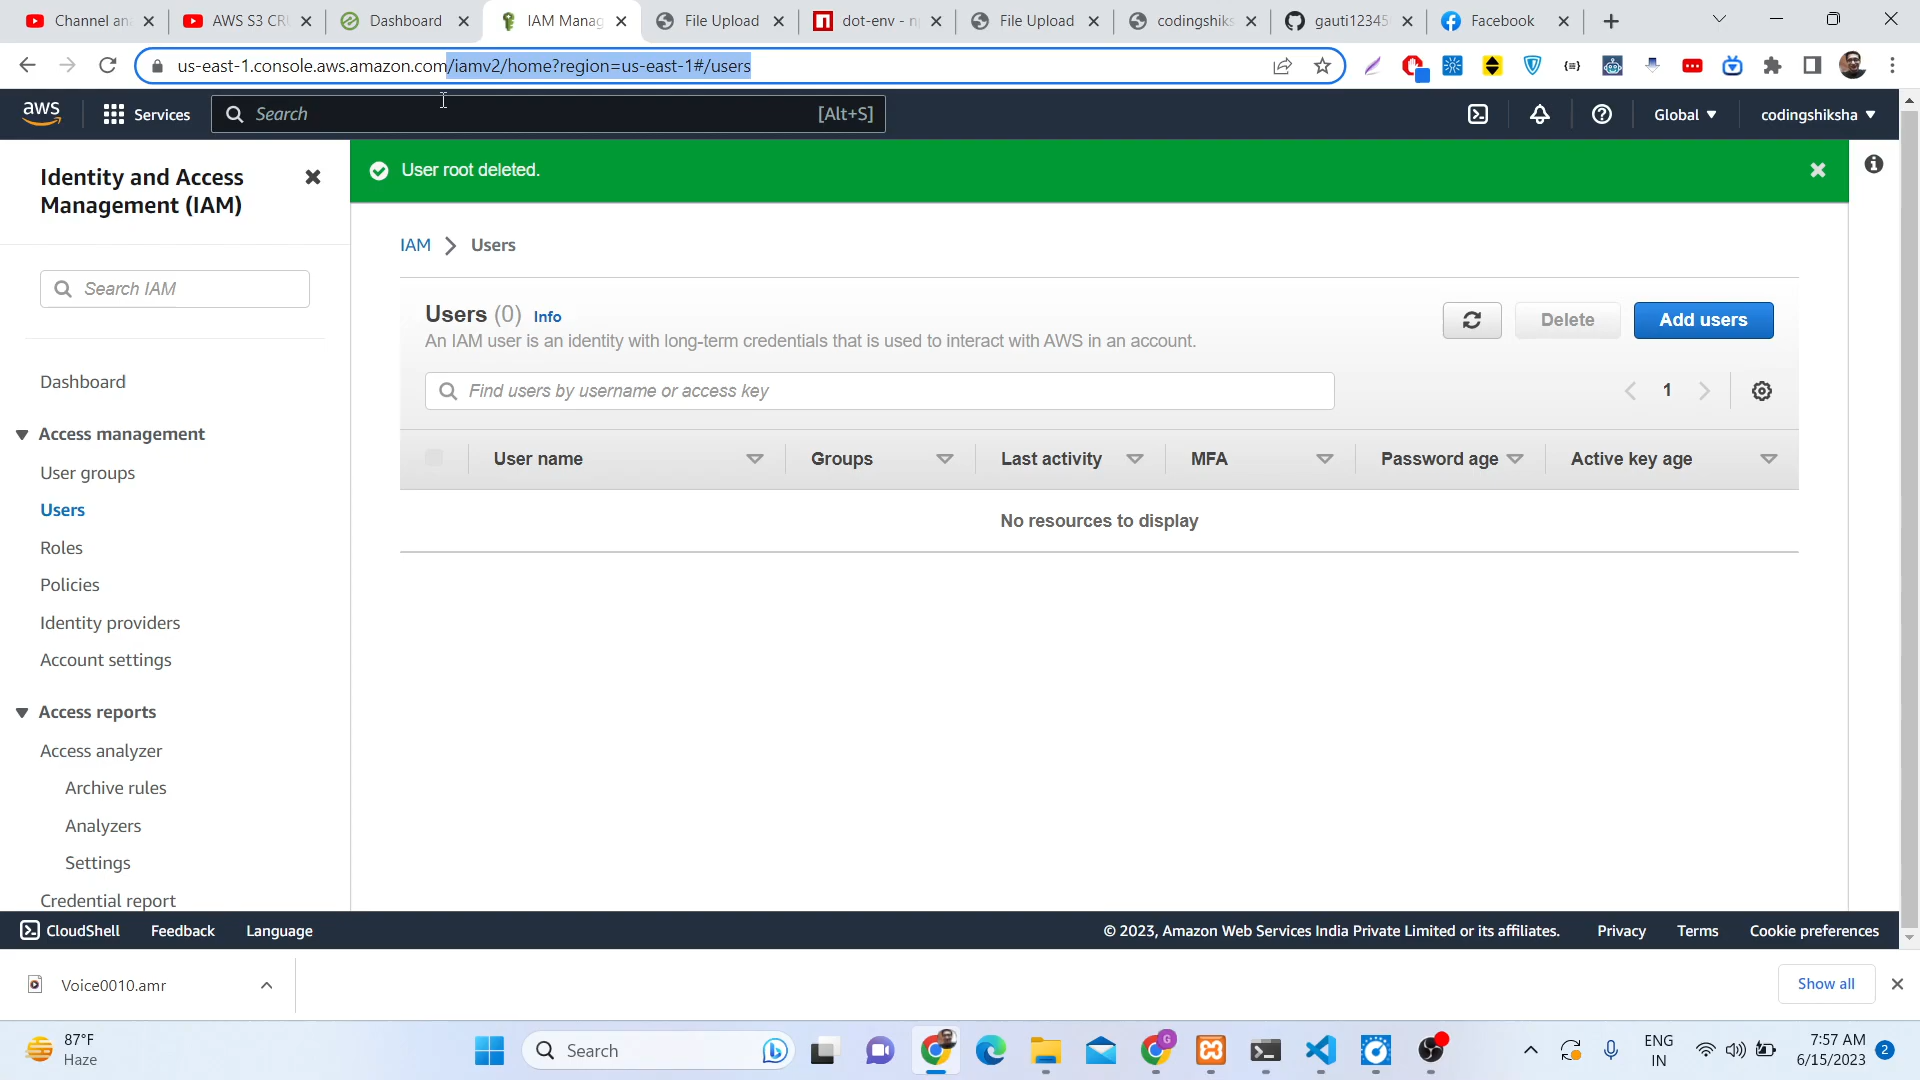 Channel an
AWS S3 CR
Dashboard
IAM Manag
File Upload
dot-env - n
File Upload
codingshiks
gauti12345
Facebook
us-east-1.console.aws.amazon.com/iamv2/home?region=us-east-1#/users
aws
Services
Search
[Alt+S]
Global
codingshiksha
Identity and Access
Management (IAM)
User root deleted.
IAM
Users
Search IAM
Users (0) Info
An IAM user is an identity with long-term credentials that is used to interact with AWS in an account.
Delete
Add users
Find users by username or access key
1
User name
Groups
Last activity
MFA
Password age
Active key age
No resources to display
Dashboard
Access management
User groups
Users
Roles
Policies
Identity providers
Account settings
Access reports
Access analyzer
Archive rules
Analyzers
Settings
Credential report
CloudShell
Feedback
Language
© 2023, Amazon Web Services India Private Limited or its affiliates.
Privacy
Terms
Cookie preferences
Voice0010.amr
Show all
87°F
Haze
Search
G
ENG
IN
7:57 AM
6/15/2023
2